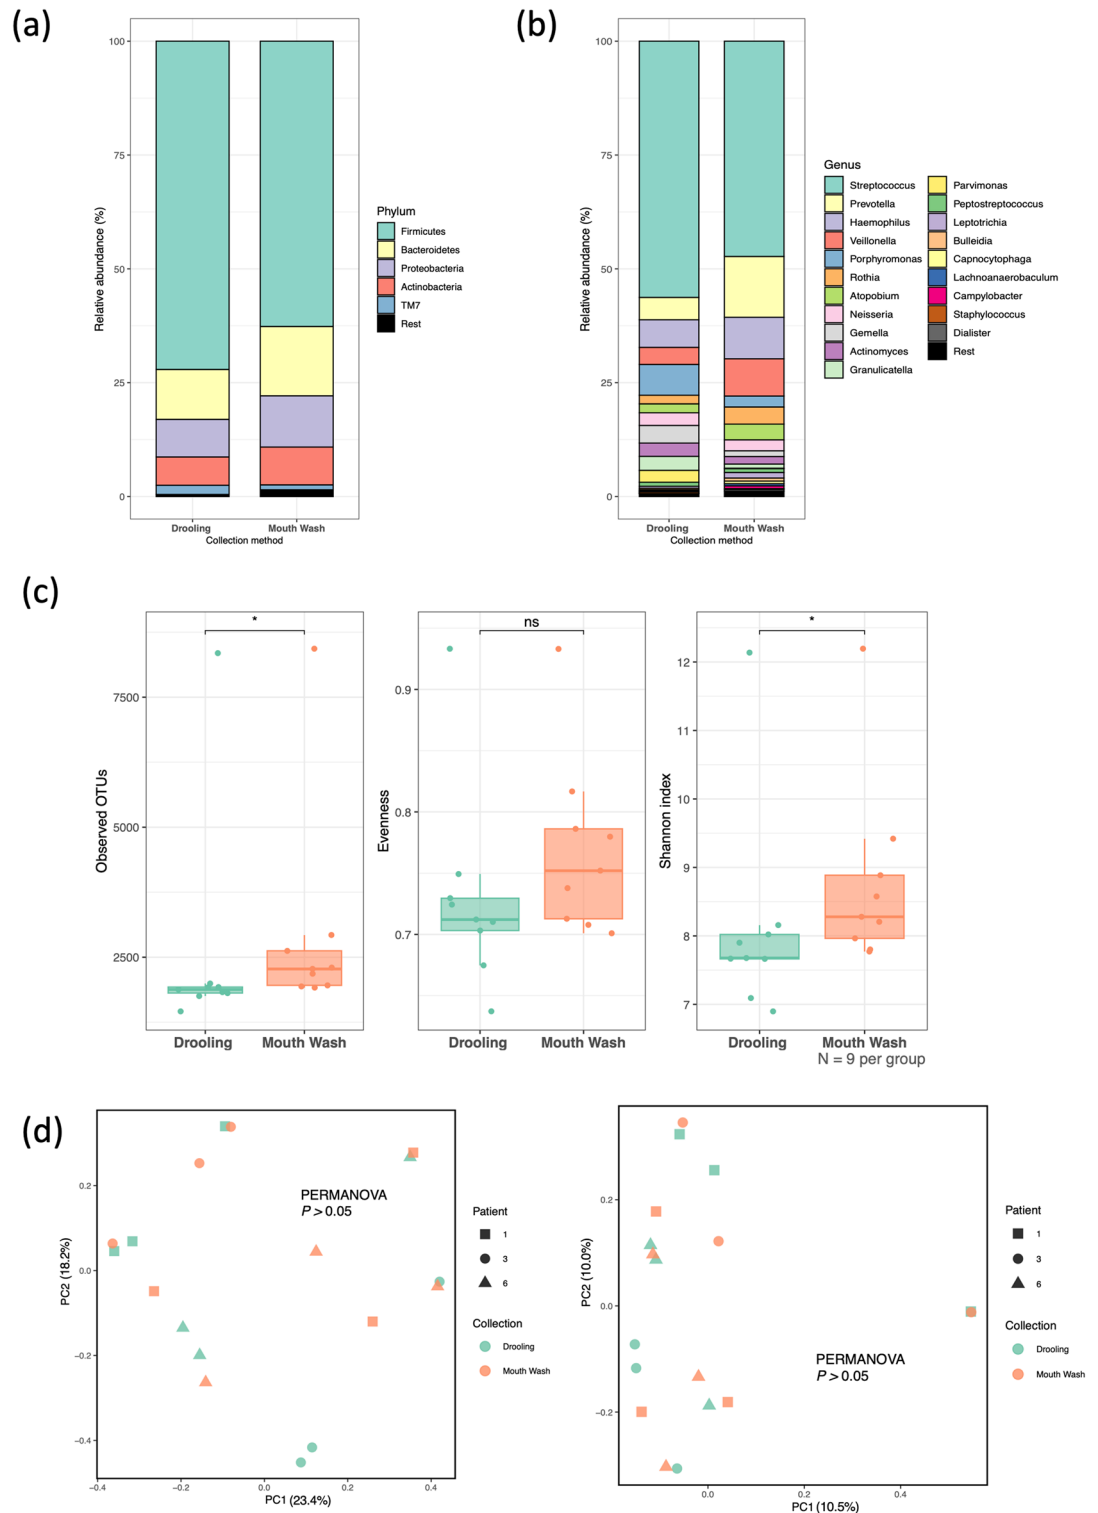 (a)
100
75
50
25
0
Relative abundance (%)
Drooling
Mouth Wash
Collection method
Phylum
Firmicutes
Bacteroidetes
Proteobacteria
Actinobacteria
TM7
Rest
(b)
100
75
50
25
0
Relative abundance (%)
Drooling
Mouth Wash
Collection method
Genus
Streptococcus
Prevotella
Haemophilus
Veillonella
Porphyromonas
Rothia
Atopobium
Neisseria
Gemella
Actinomyces
Granulicatella
Parvimonas
Peptostreptococcus
Leptotrichia
Bulleidia
Capnocytophaga
Lachnoanaerobaculum
Campylobacter
Staphylococcus
Dialister
Rest
(c)
*
7500
5000
2500
Observed OTUs
Drooling
Mouth Wash
ns
0.9
0.8
0.7
Evenness
Drooling
Mouth Wash
*
12
11
10
9
8
7
Shannon index
Drooling
Mouth Wash
N = 9 per group
(d)
0.2
0.0
−0.2
−0.4
PC2 (18.2%)
PERMANOVA
P > 0.05
−0.4
−0.2
0.0
0.2
0.4
PC1 (23.4%)
Patient
1
3
6
Collection
Drooling
Mouth Wash
0.2
0.0
−0.2
PC2 (10.0%)
PERMANOVA
P > 0.05
0.0
0.2
0.4
PC1 (10.5%)
Patient
1
3
6
Collection
Drooling
Mouth Wash